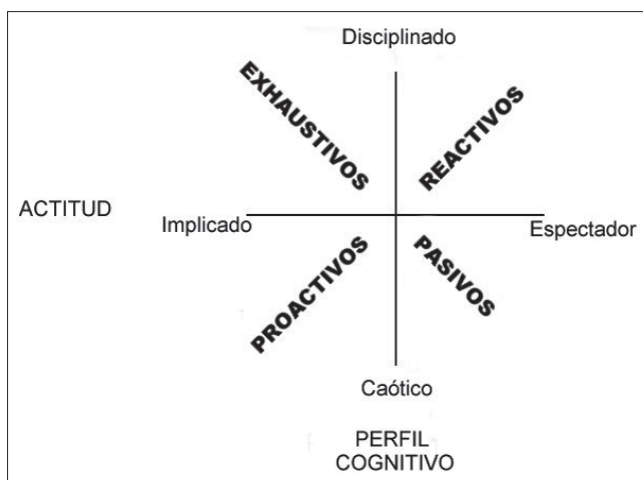 Disciplinado
EXHAUSTIVOS
REACTIVOS
ACTITUD
Implicado
Espectador
PROACTIVOS
PASIVOS
Caótico
PERFIL
COGNITIVO